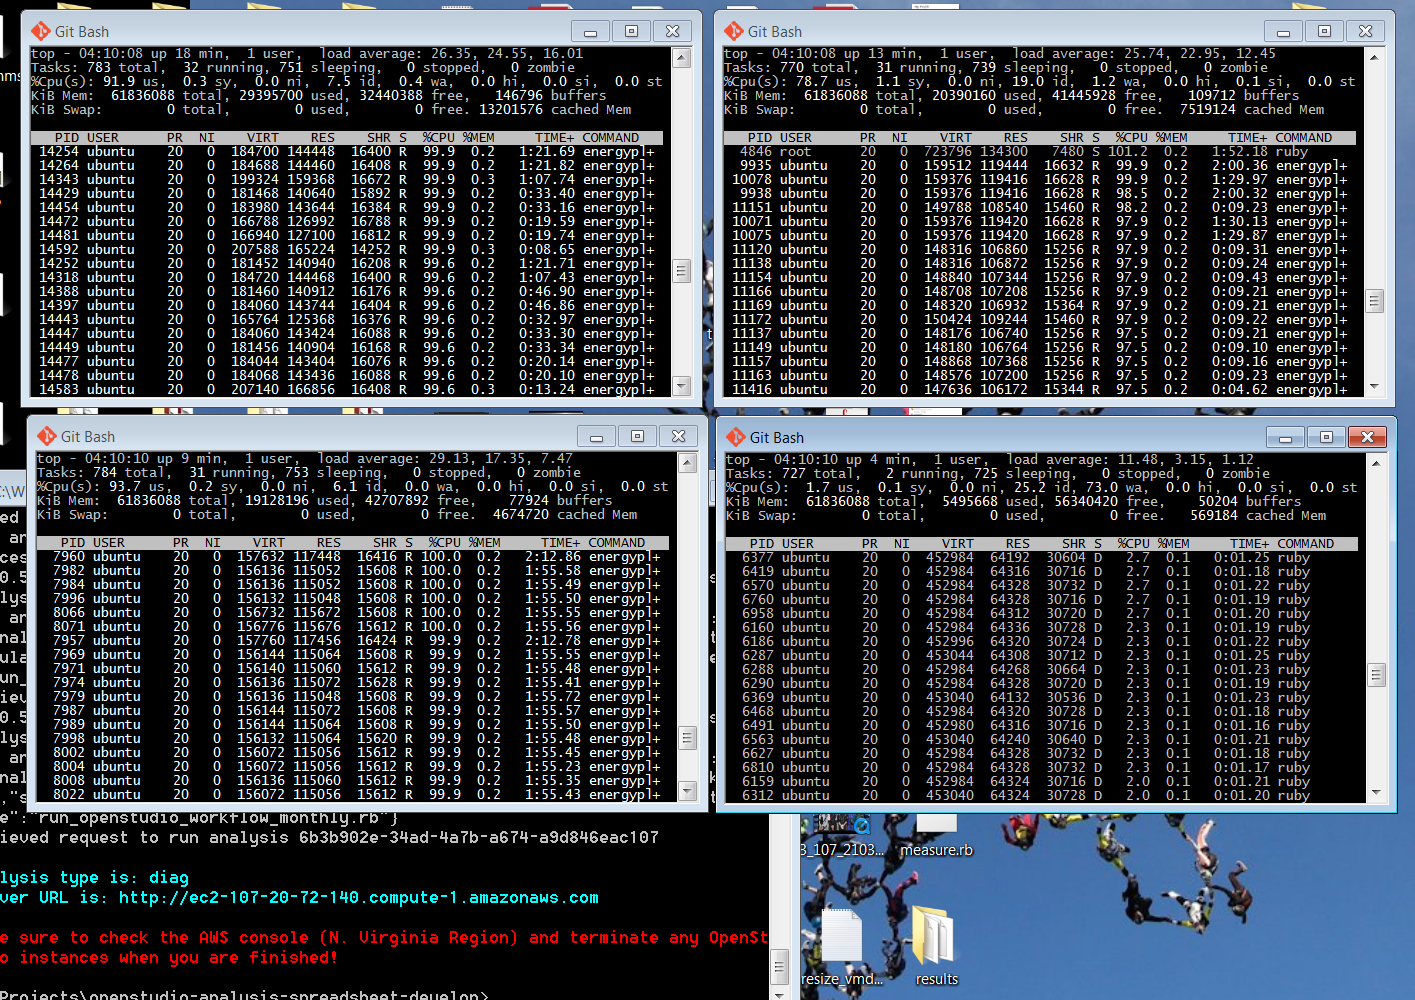 Git Bash
top - 04:10:08 up 18 min,  1 user,  load average: 26.35, 24.55, 16.01
Tasks: 783 total,  32 running, 751 sleeping,   0 stopped,   0 zombie
%Cpu(s): 91.9 us,  0.3 sy,  0.0 ni,  7.5 id,  0.4 wa,  0.0 hi,  0.0 si,  0.0 st
KiB Mem:  61836088 total, 29395700 used, 32440388 free,   146796 buffers
KiB Swap:        0 total,        0 used,        0 free. 13201576 cached Mem
PID USER PR NI VIRT RES SHR S %CPU %MEM TIME+ COMMAND
14254 ubuntu 20 0 184700 144448 16400 R 99.9 0.2 1:21.69 energypl+
14264 ubuntu 20 0 184688 144460 16408 R 99.9 0.2 1:21.82 energypl+
14343 ubuntu 20 0 199324 159368 16672 R 99.9 0.3 1:07.74 energypl+
14429 ubuntu 20 0 181468 140640 15892 R 99.9 0.2 0:33.40 energypl+
14454 ubuntu 20 0 183980 143644 16384 R 99.9 0.2 0:33.16 energypl+
14472 ubuntu 20 0 166788 126992 16788 R 99.9 0.2 0:19.59 energypl+
14481 ubuntu 20 0 166940 127100 16812 R 99.9 0.2 0:19.74 energypl+
14592 ubuntu 20 0 207588 165224 14252 R 99.9 0.3 0:08.65 energypl+
14252 ubuntu 20 0 181452 140940 16208 R 99.6 0.2 1:21.71 energypl+
14318 ubuntu 20 0 184720 144468 16400 R 99.6 0.2 1:07.43 energypl+
14388 ubuntu 20 0 181460 140912 16176 R 99.6 0.2 0:46.90 energypl+
14397 ubuntu 20 0 184060 143744 16404 R 99.6 0.2 0:46.86 energypl+
14443 ubuntu 20 0 165764 125368 16376 R 99.6 0.2 0:32.97 energypl+
14447 ubuntu 20 0 184060 143424 16088 R 99.6 0.2 0:33.30 energypl+
14449 ubuntu 20 0 181456 140904 16168 R 99.6 0.2 0:33.34 energypl+
14477 ubuntu 20 0 184044 143404 16076 R 99.6 0.2 0:20.14 energypl+
14478 ubuntu 20 0 184068 143436 16088 R 99.6 0.2 0:20.10 energypl+
14583 ubuntu 20 0 207140 166856 16408 R 99.6 0.3 0:13.24 energypl+
Git Bash
top - 04:10:08 up 13 min,  1 user,  load average: 25.74, 22.95, 12.45
Tasks: 770 total,  31 running, 739 sleeping,   0 stopped,   0 zombie
%Cpu(s): 78.7 us,  1.1 sy,  0.0 ni, 19.0 id,  1.2 wa,  0.0 hi,  0.1 si,  0.0 st
KiB Mem:  61836088 total, 20390160 used, 41445928 free,   109712 buffers
KiB Swap:        0 total,        0 used,        0 free.  7519124 cached Mem
PID USER PR NI VIRT RES SHR S %CPU %MEM TIME+ COMMAND
4846 root 20 0 723796 134300 7480 S 101.2 0.2 1:52.18 ruby
9935 ubuntu 20 0 159512 119444 16632 R 99.9 0.2 2:00.36 energypl+
10078 ubuntu 20 0 159376 119416 16628 R 99.9 0.2 1:29.97 energypl+
9938 ubuntu 20 0 159376 119416 16628 R 98.5 0.2 2:00.32 energypl+
11151 ubuntu 20 0 149788 108540 15460 R 98.2 0.2 0:09.23 energypl+
10071 ubuntu 20 0 159376 119420 16628 R 97.9 0.2 1:30.13 energypl+
10075 ubuntu 20 0 159376 119420 16628 R 97.9 0.2 1:29.87 energypl+
11120 ubuntu 20 0 148316 106860 15256 R 97.9 0.2 0:09.31 energypl+
11138 ubuntu 20 0 148316 106872 15256 R 97.9 0.2 0:09.24 energypl+
11154 ubuntu 20 0 148840 107344 15256 R 97.9 0.2 0:09.43 energypl+
11166 ubuntu 20 0 148708 107208 15256 R 97.9 0.2 0:09.21 energypl+
11169 ubuntu 20 0 148320 106932 15364 R 97.9 0.2 0:09.21 energypl+
11172 ubuntu 20 0 150424 109244 15460 R 97.9 0.2 0:09.22 energypl+
11137 ubuntu 20 0 148176 106740 15256 R 97.5 0.2 0:09.21 energypl+
11149 ubuntu 20 0 148180 106764 15256 R 97.5 0.2 0:09.10 energypl+
11157 ubuntu 20 0 148868 107368 15256 R 97.5 0.2 0:09.16 energypl+
11163 ubuntu 20 0 148576 107200 15256 R 97.5 0.2 0:09.23 energypl+
11416 ubuntu 20 0 147636 106172 15344 R 97.5 0.2 0:04.62 energypl+
Git Bash
top - 04:10:10 up 9 min,  1 user,  load average: 29.13, 17.35, 7.47
Tasks: 784 total,  31 running, 753 sleeping,   0 stopped,   0 zombie
%Cpu(s): 93.7 us,  0.2 sy,  0.0 ni,  6.1 id,  0.0 wa,  0.0 hi,  0.0 si,  0.0 st
KiB Mem:  61836088 total, 19128196 used, 42707892 free,    77924 buffers
KiB Swap:        0 total,        0 used,        0 free.  4674720 cached Mem
PID USER PR NI VIRT RES SHR S %CPU %MEM TIME+ COMMAND
7960 ubuntu 20 0 157632 117448 16416 R 100.0 0.2 2:12.86 energypl+
7982 ubuntu 20 0 156136 115052 15608 R 100.0 0.2 1:55.58 energypl+
7984 ubuntu 20 0 156136 115052 15608 R 100.0 0.2 1:55.49 energypl+
7996 ubuntu 20 0 156132 115048 15608 R 100.0 0.2 1:55.50 energypl+
8066 ubuntu 20 0 156732 115672 15608 R 100.0 0.2 1:55.55 energypl+
8071 ubuntu 20 0 156776 115676 15612 R 100.0 0.2 1:55.56 energypl+
7957 ubuntu 20 0 157760 117456 16424 R 99.9 0.2 2:12.78 energypl+
7969 ubuntu 20 0 156144 115064 15608 R 99.9 0.2 1:55.55 energypl+
7971 ubuntu 20 0 156140 115060 15612 R 99.9 0.2 1:55.48 energypl+
7974 ubuntu 20 0 156136 115072 15628 R 99.9 0.2 1:55.41 energypl+
7979 ubuntu 20 0 156136 115048 15608 R 99.9 0.2 1:55.72 energypl+
7987 ubuntu 20 0 156144 115072 15608 R 99.9 0.2 1:55.57 energypl+
7989 ubuntu 20 0 156144 115064 15608 R 99.9 0.2 1:55.50 energypl+
7998 ubuntu 20 0 156132 115064 15620 R 99.9 0.2 1:55.48 energypl+
8002 ubuntu 20 0 156072 115056 15612 R 99.9 0.2 1:55.45 energypl+
8004 ubuntu 20 0 156072 115056 15612 R 99.9 0.2 1:55.23 energypl+
8008 ubuntu 20 0 156136 115060 15612 R 99.9 0.2 1:55.35 energypl+
8022 ubuntu 20 0 156072 115056 15612 R 99.9 0.2 1:55.43 energypl+
Git Bash
top - 04:10:10 up 4 min,  1 user,  load average: 11.48, 3.15, 1.12
Tasks: 727 total,   2 running, 725 sleeping,   0 stopped,   0 zombie
%Cpu(s):  1.7 us,  0.1 sy,  0.0 ni, 25.2 id, 73.0 wa,  0.0 hi,  0.0 si,  0.0 st
KiB Mem:  61836088 total,  5495668 used, 56340420 free,    50204 buffers
KiB Swap:        0 total,        0 used,        0 free.   569184 cached Mem
PID USER PR NI VIRT RES SHR S %CPU %MEM TIME+ COMMAND
6377 ubuntu 20 0 452984 64192 30604 D 2.7 0.1 0:01.25 ruby
6419 ubuntu 20 0 452984 64316 30716 D 2.7 0.1 0:01.18 ruby
6570 ubuntu 20 0 452984 64328 30732 D 2.7 0.1 0:01.22 ruby
6760 ubuntu 20 0 452984 64328 30716 D 2.7 0.1 0:01.19 ruby
6958 ubuntu 20 0 452984 64312 30720 D 2.7 0.1 0:01.20 ruby
6160 ubuntu 20 0 452984 64336 30728 D 2.3 0.1 0:01.19 ruby
6186 ubuntu 20 0 452996 64320 30724 D 2.3 0.1 0:01.22 ruby
6287 ubuntu 20 0 453044 64308 30712 D 2.3 0.1 0:01.25 ruby
6288 ubuntu 20 0 452984 64268 30664 D 2.3 0.1 0:01.23 ruby
6290 ubuntu 20 0 452984 64328 30720 D 2.3 0.1 0:01.19 ruby
6369 ubuntu 20 0 453040 64132 30536 D 2.3 0.1 0:01.23 ruby
6468 ubuntu 20 0 452984 64320 30728 D 2.3 0.1 0:01.21 ruby
6491 ubuntu 20 0 452980 64316 30716 D 2.3 0.1 0:01.16 ruby
6563 ubuntu 20 0 453040 64240 30640 D 2.3 0.1 0:01.21 ruby
6627 ubuntu 20 0 452984 64328 30732 D 2.3 0.1 0:01.18 ruby
6810 ubuntu 20 0 452984 64328 30732 D 2.3 0.1 0:01.17 ruby
6159 ubuntu 20 0 452984 64324 30716 D 2.0 0.1 0:01.21 ruby
6312 ubuntu 20 0 453040 64324 30728 D 2.0 0.1 0:01.20 ruby
e":"run_openstudio_workflow_monthly.rb"}
ieved request to run analysis 6b3b902e-34ad-4a7b-a674-a9d846eac107
lysis type is: diag
ver URL is: http://ec2-107-20-72-140.compute-1.amazonaws.com
e sure to check the AWS console (N. Virginia Region) and terminate any OpenSt
o instances when you are finished!
Projects\openstudio-analysis-spreadsheet-develop>
3_107_2103...
measure.rb
resize_vmd...
results